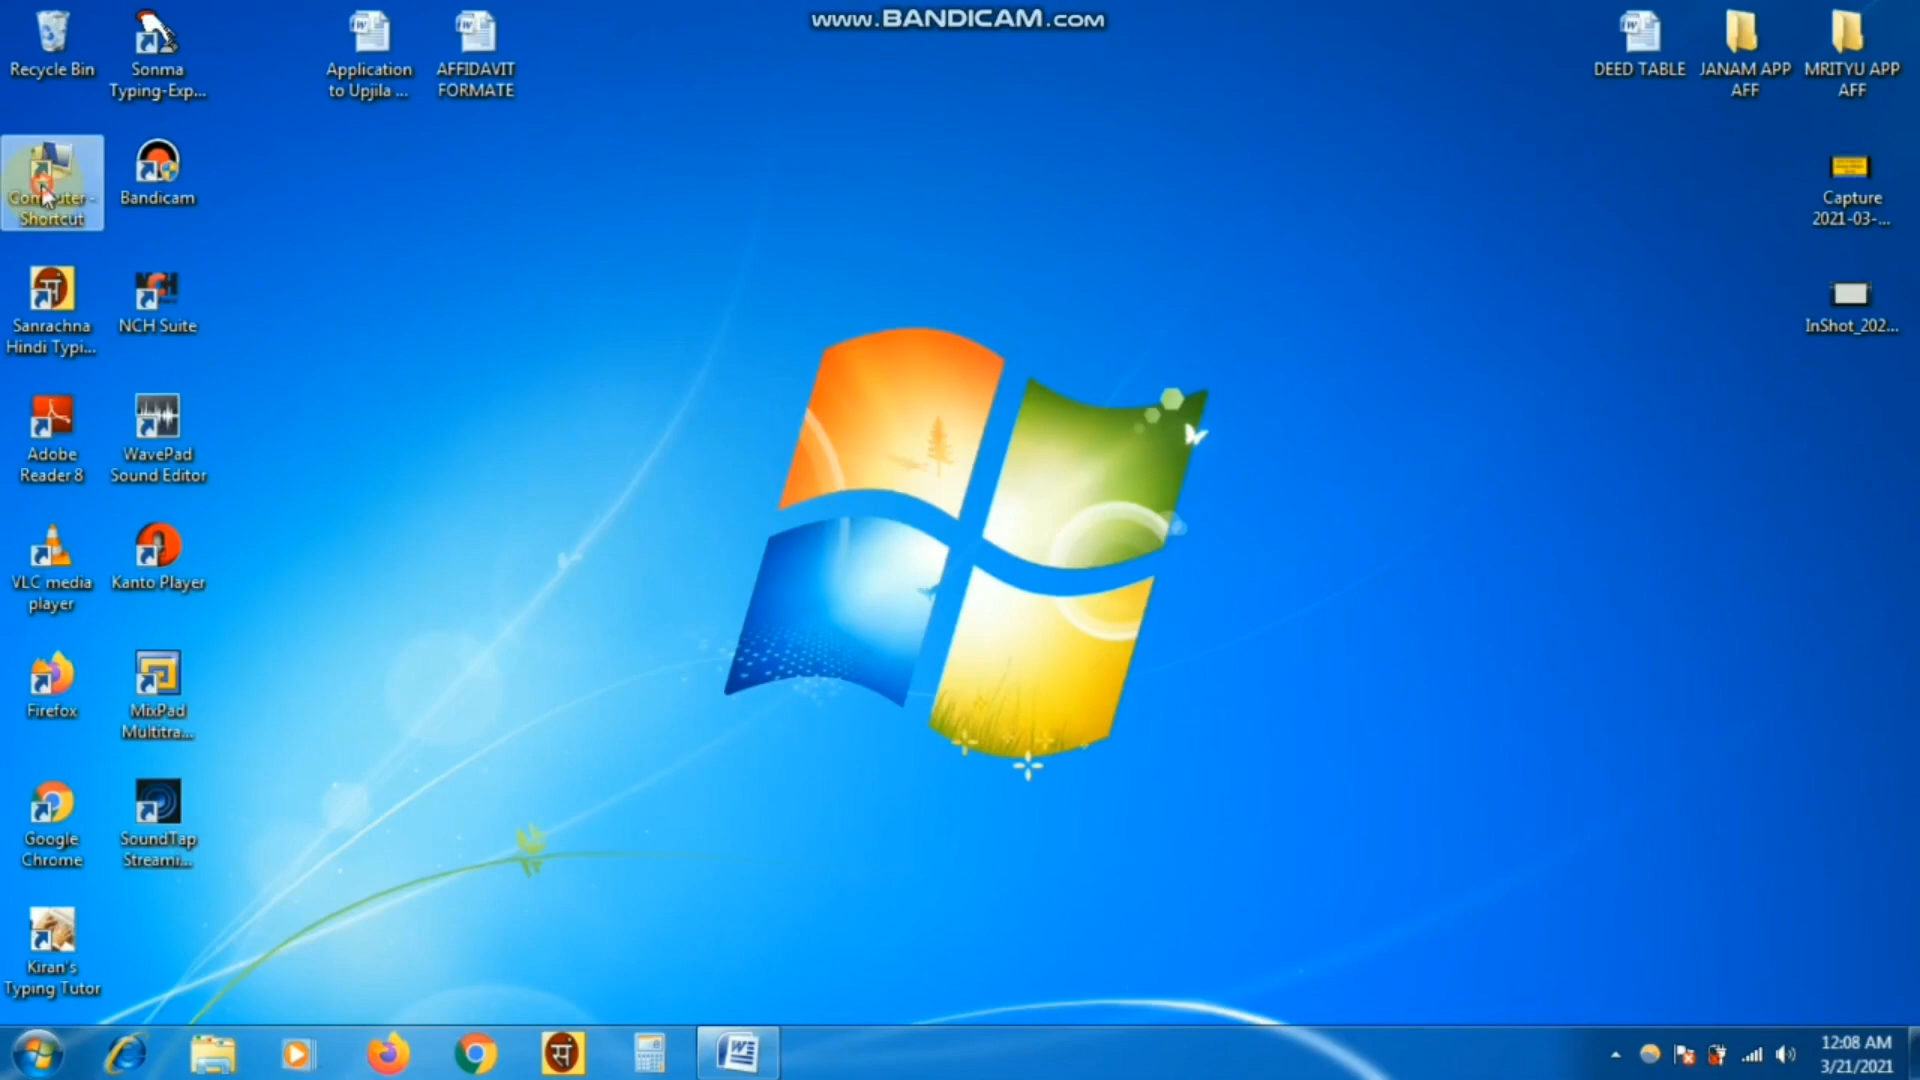 www.BANDICAM.com
Recycle Bin
Sonma
Typing-Exp...
Application
to Upjila ...
AFFIDAVIT
FORMATE
DEED TABLE
JANAM APP
AFF
MRITYU APP
AFF
Computer -
Shortcut
Bandicam
Capture
2021-03-...
Sanrachna
Hindi Typi...
NCH
NCH Suite
InShot_202...
Adobe
Reader 8
WavePad
Sound Editor
VLC media
player
Kanto Player
Firefox
MixPad
Multitra...
Google
Chrome
SoundTap
Streami...
Kiran's
Typing Tutor
सं
12:08 AM
3/21/2021